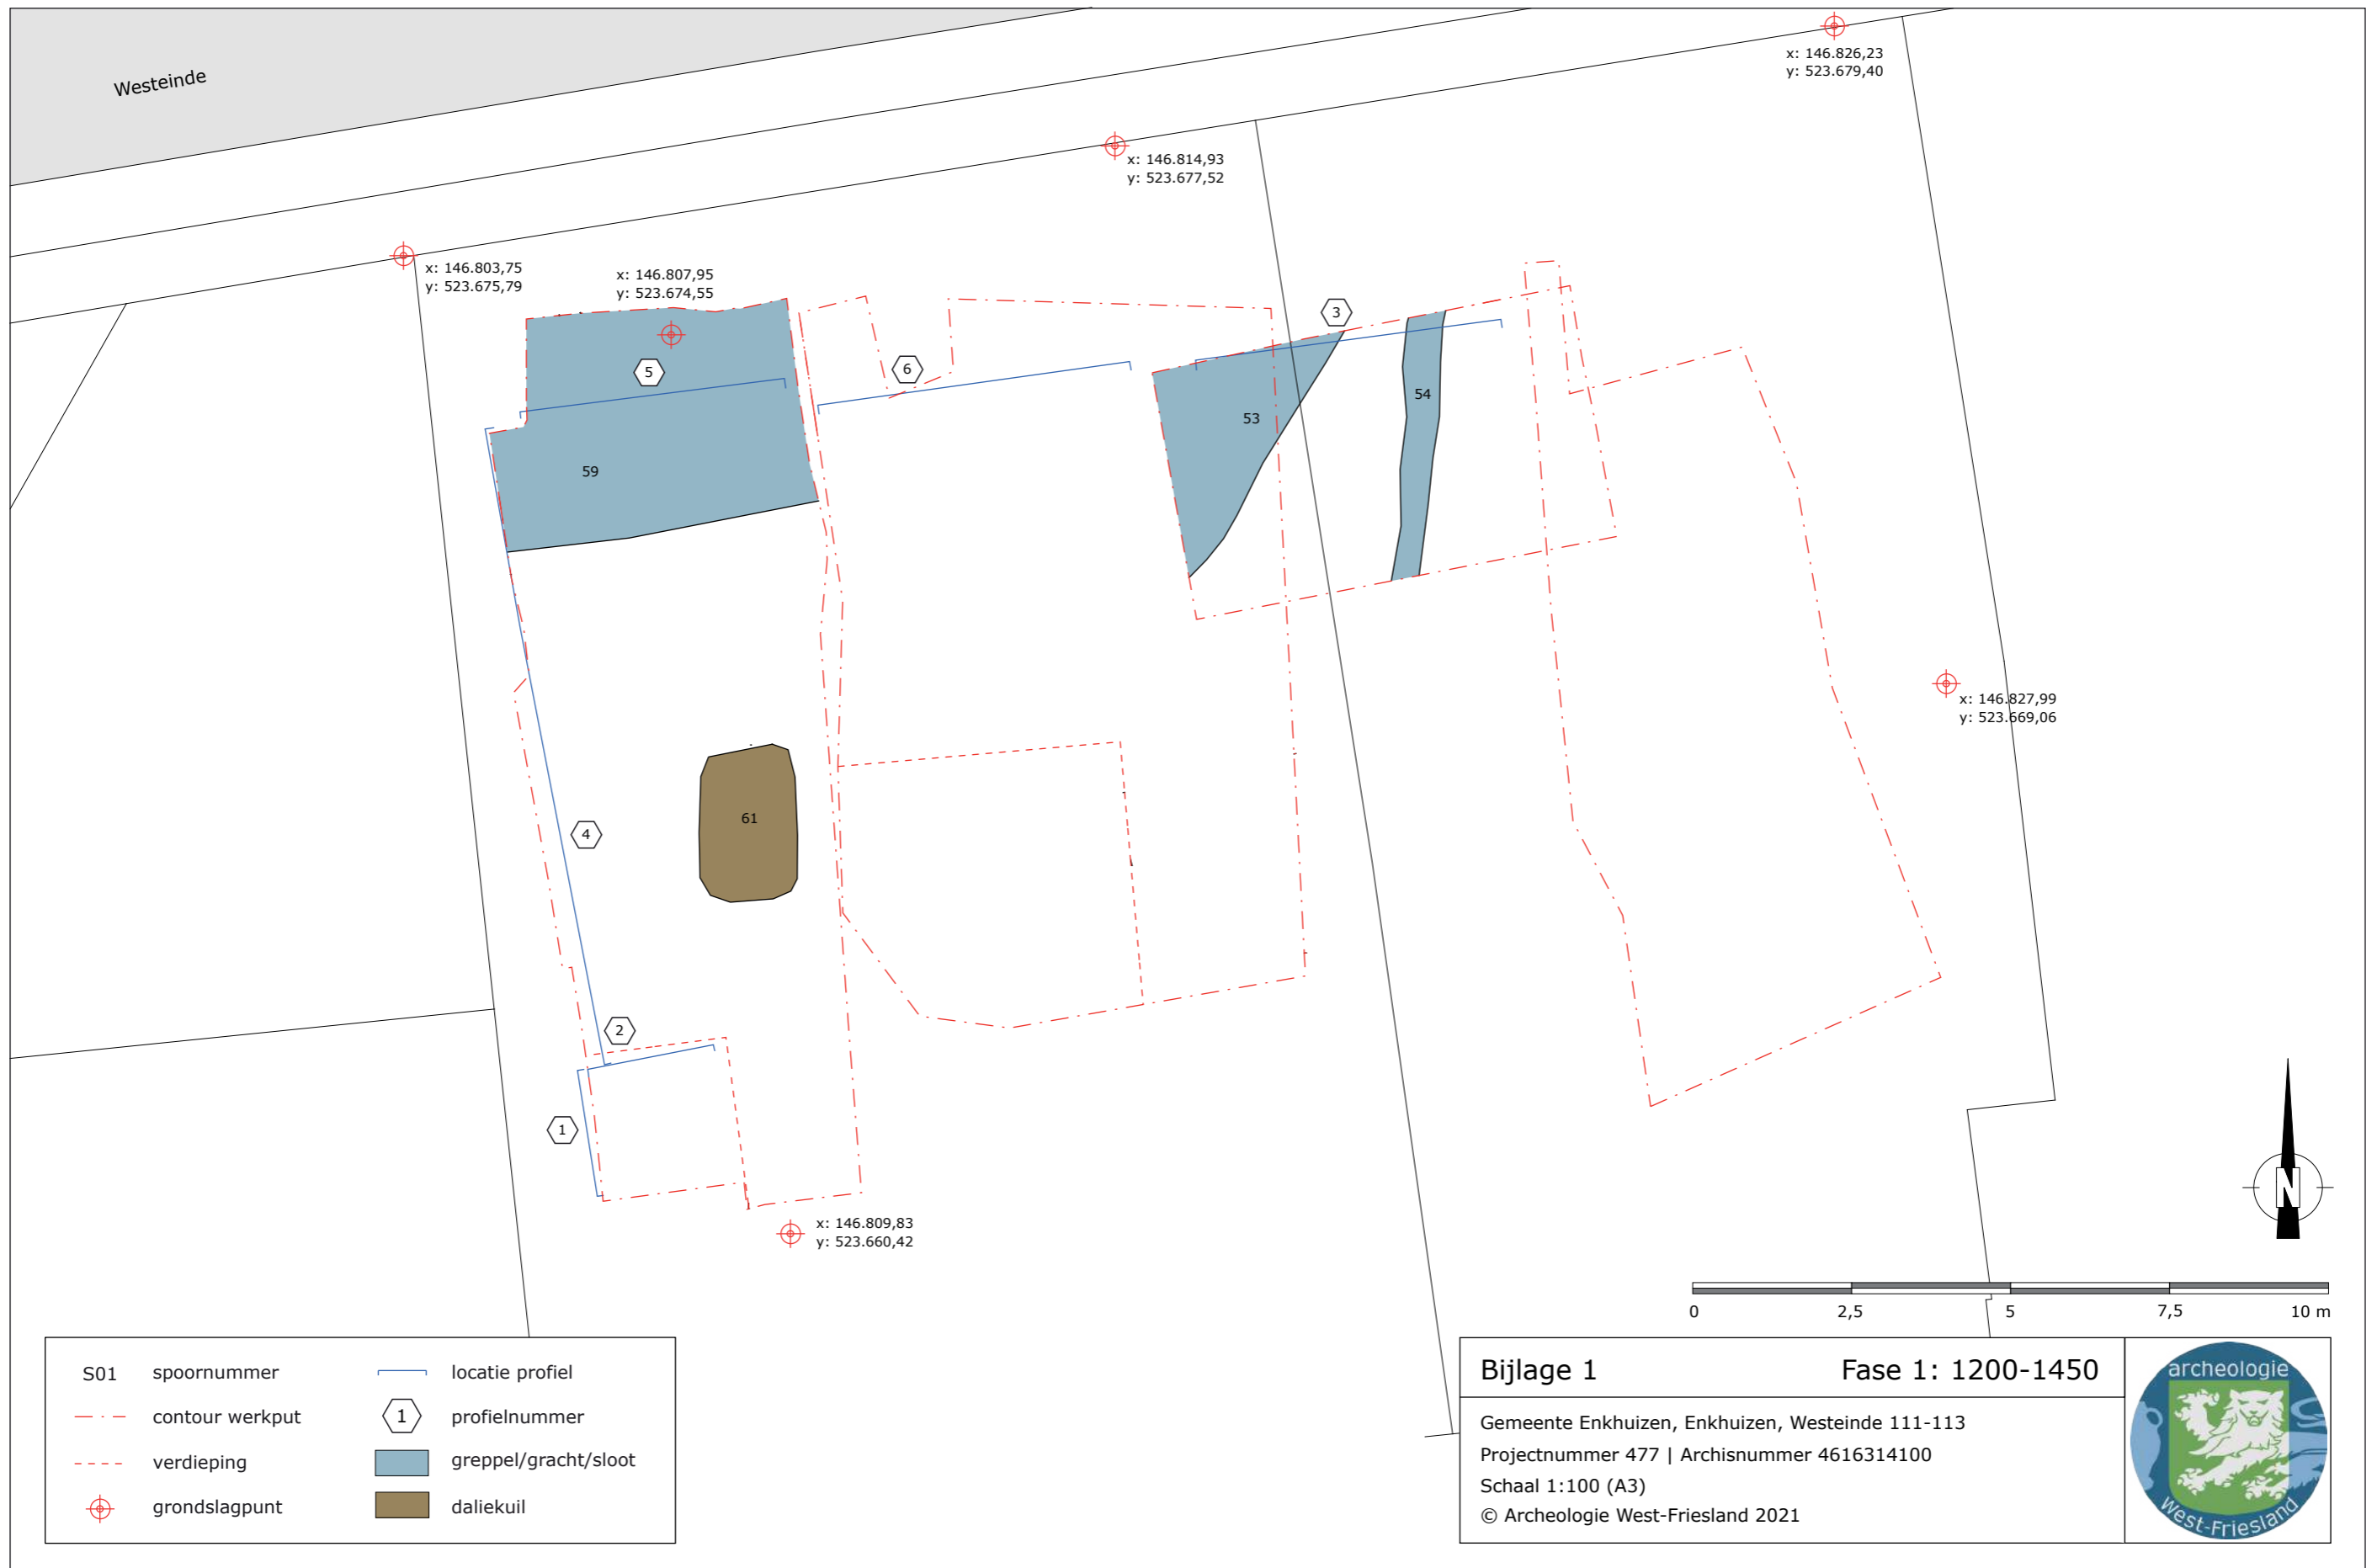 Westeinde
x: 146.826,23
y: 523.679,40
x: 146.814,93
y: 523.677,52
x: 146.803,75
y: 523.675,79
x: 146.807,95
y: 523.674,55
3
5
6
54
53
59
x: 146.827,99
y: 523.669,06
61
4
2
1
x: 146.809,83
y: 523.660,42
N
0 2,5 5 7,5 10 m
S01 spoornummer
contour werkput
verdieping
grondslagpunt
locatie profiel
1 profielnummer
greppel/gracht/sloot
daliekuil
Bijlage 1 Fase 1: 1200-1450
Gemeente Enkhuizen, Enkhuizen, Westeinde 111-113
Projectnummer 477 | Archisnummer 4616314100
Schaal 1:100 (A3)
© Archeologie West-Friesland 2021
archeologie
West-Friesland